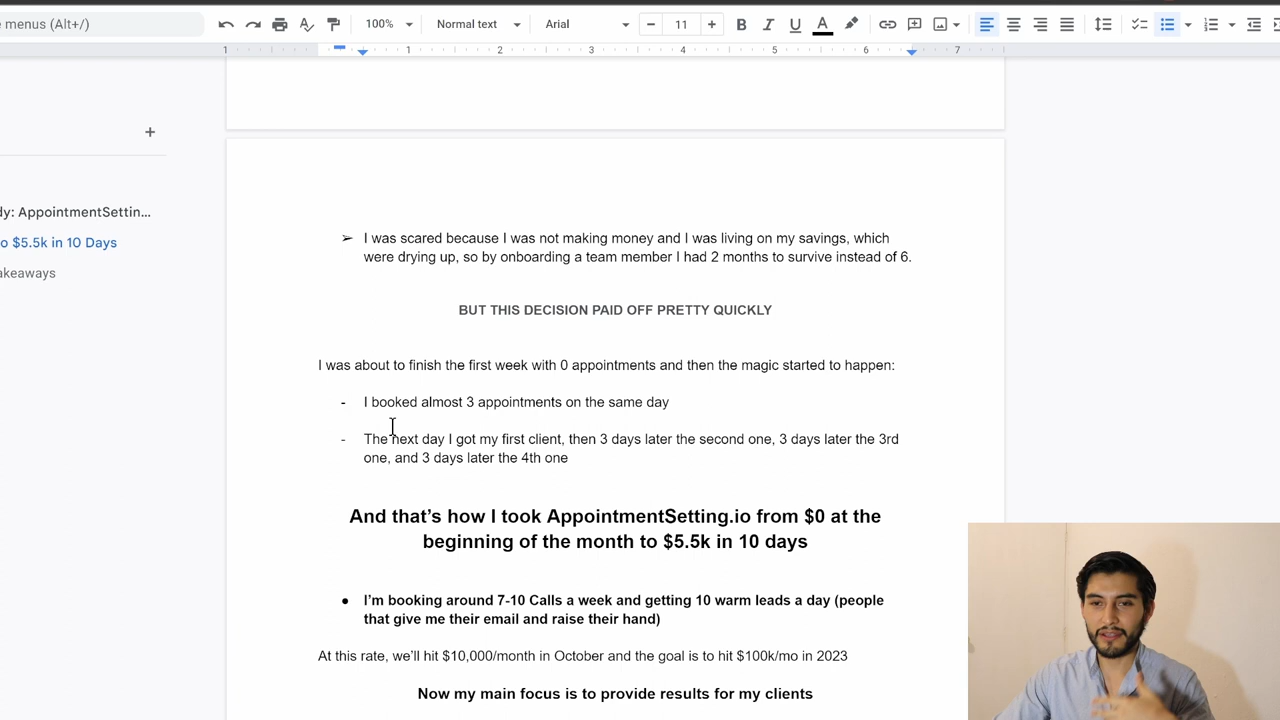 e menus (Alt+/)
100%
Normal text
Arial
11
B I U A
1 1 2 3 4 5 6 7
dy: AppointmentSettin...
o $5.5k in 10 Days
akeaways
➢ I was scared because I was not making money and I was living on my savings, which
were drying up, so by onboarding a team member I had 2 months to survive instead of 6.
BUT THIS DECISION PAID OFF PRETTY QUICKLY
I was about to finish the first week with 0 appointments and then the magic started to happen:
- I booked almost 3 appointments on the same day
- The next day I got my first client, then 3 days later the second one, 3 days later the 3rd
one, and 3 days later the 4th one
And that’s how I took AppointmentSetting.io from $0 at the
beginning of the month to $5.5k in 10 days
● I’m booking around 7-10 Calls a week and getting 10 warm leads a day (people
that give me their email and raise their hand)
At this rate, we’ll hit $10,000/month in October and the goal is to hit $100k/mo in 2023
Now my main focus is to provide results for my clients